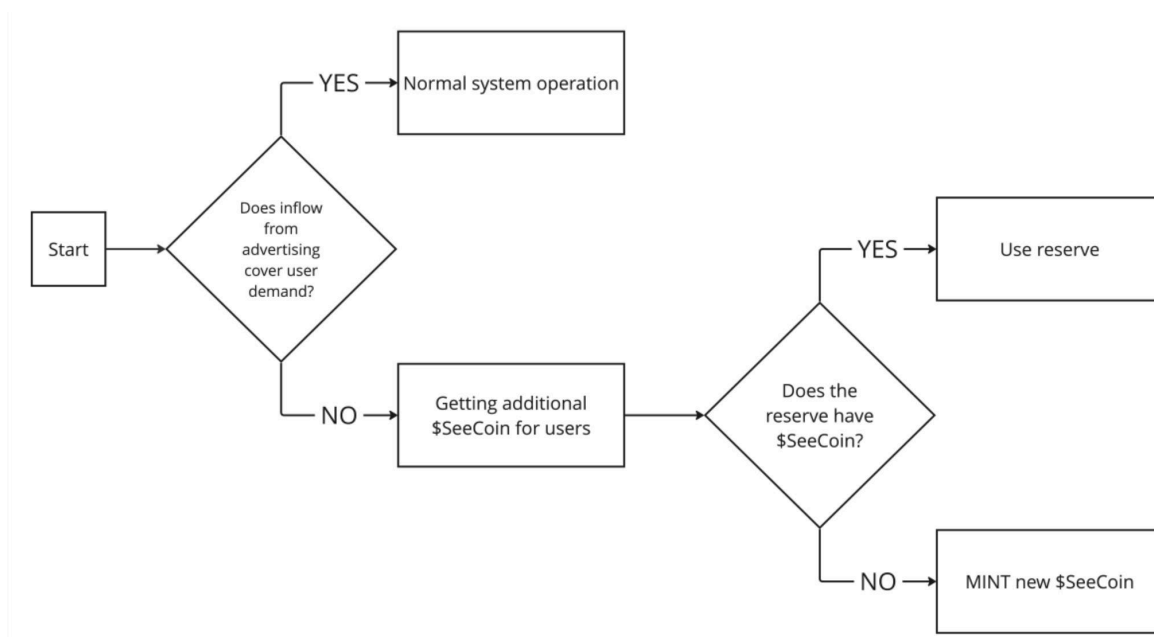 YES
Normal system operation
Start
Does inflow
from
advertising
cover user
demand?
NO
Getting additional
$SeeCoin for users
Does the
reserve have
$SeeCoin?
YES
Use reserve
NO
MINT new $SeeCoin